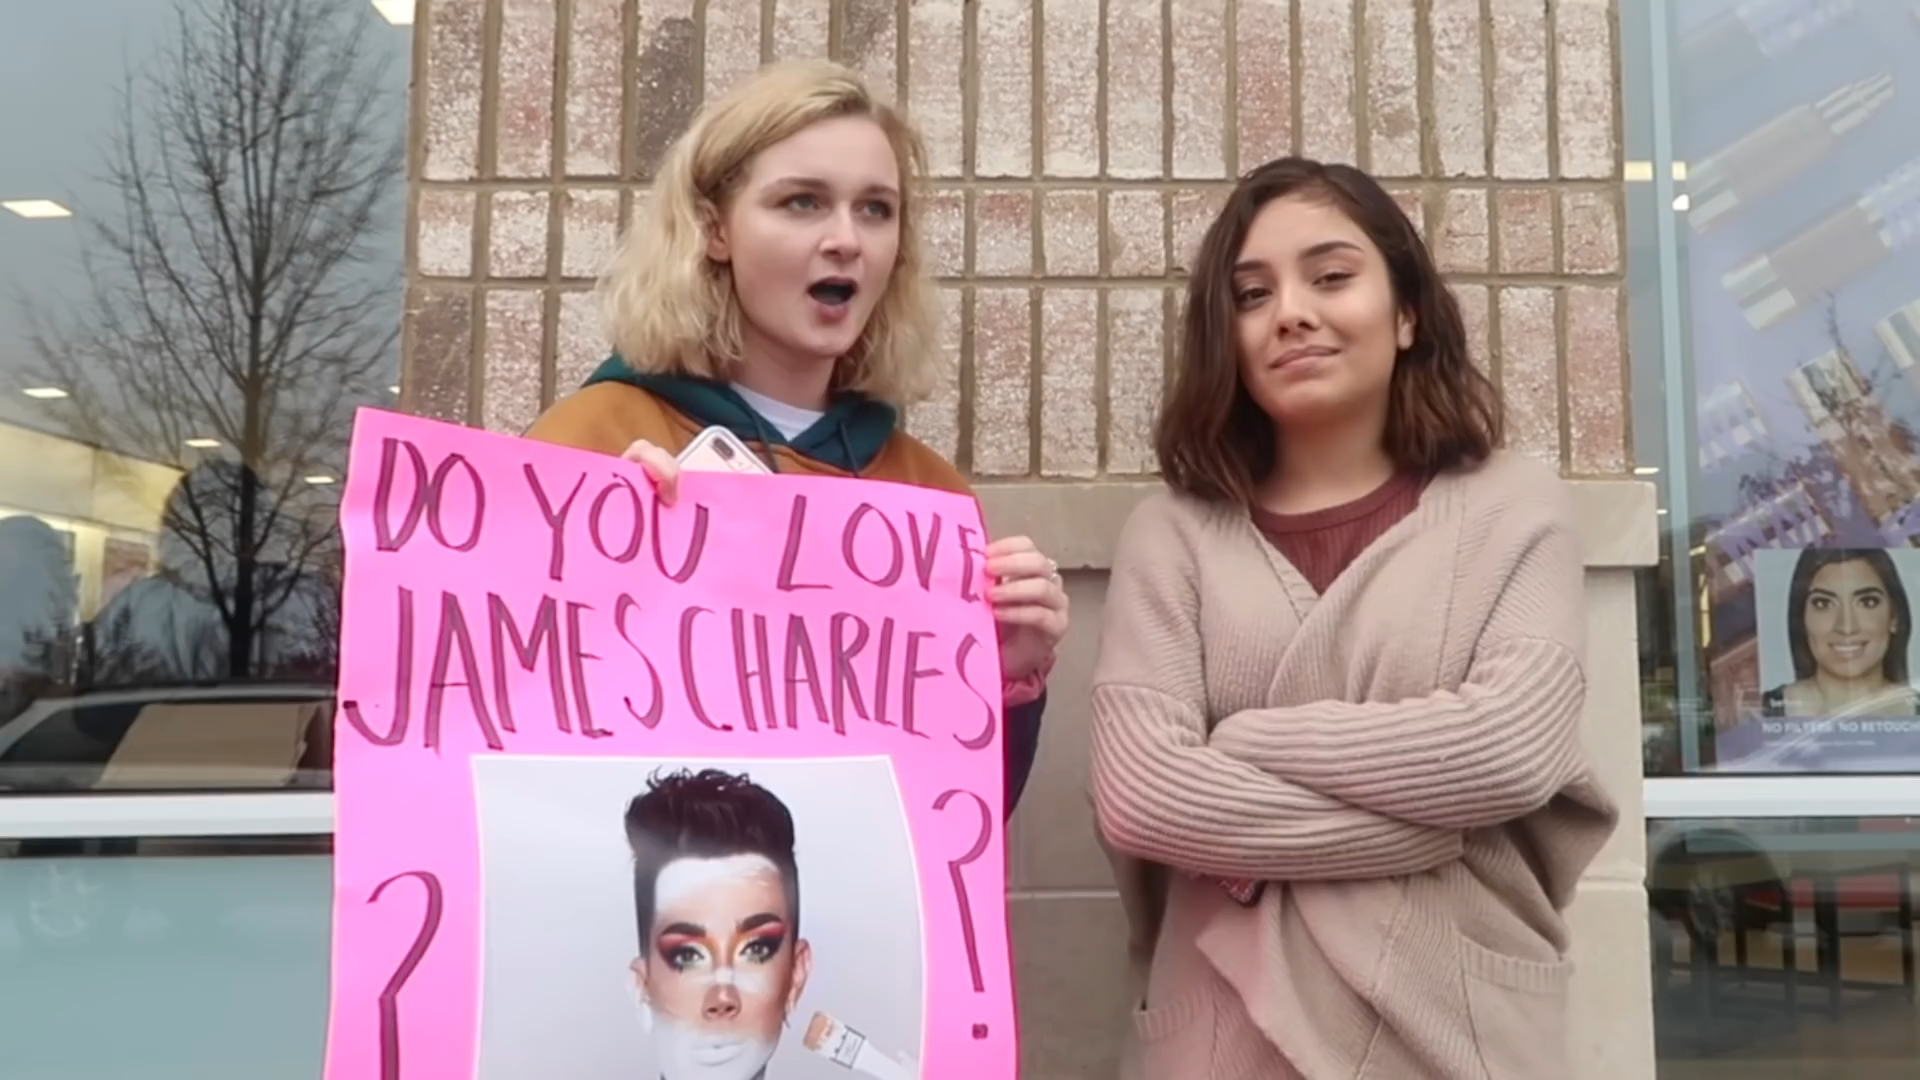 DO YOU LOVE
JAMES CHARLES
? ?
NO FILTERS. NO RETOUCH